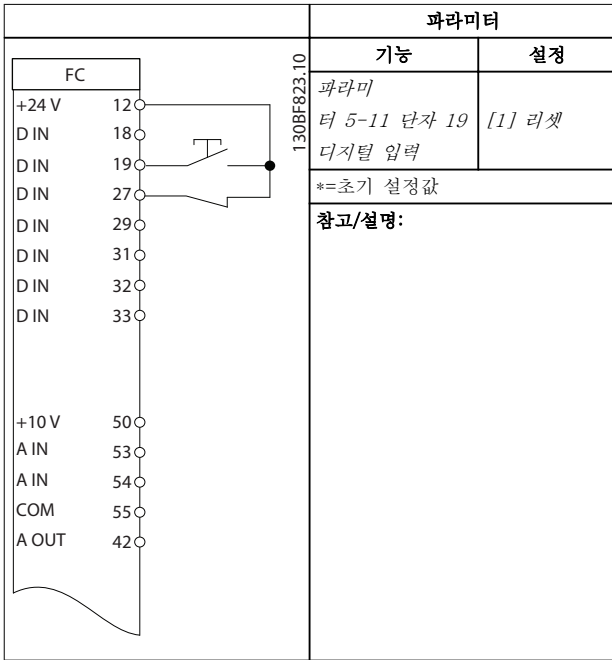 파라미터
기능 설정
파라미
터 5-11 단자 19
디지털 입력
[1] 리셋
*=초기 설정값
참고/설명:
130BF823.10
FC
+24 V 12
D IN 18
D IN 19
D IN 27
D IN 29
D IN 31
D IN 32
D IN 33
+10 V 50
A IN 53
A IN 54
COM 55
A OUT 42